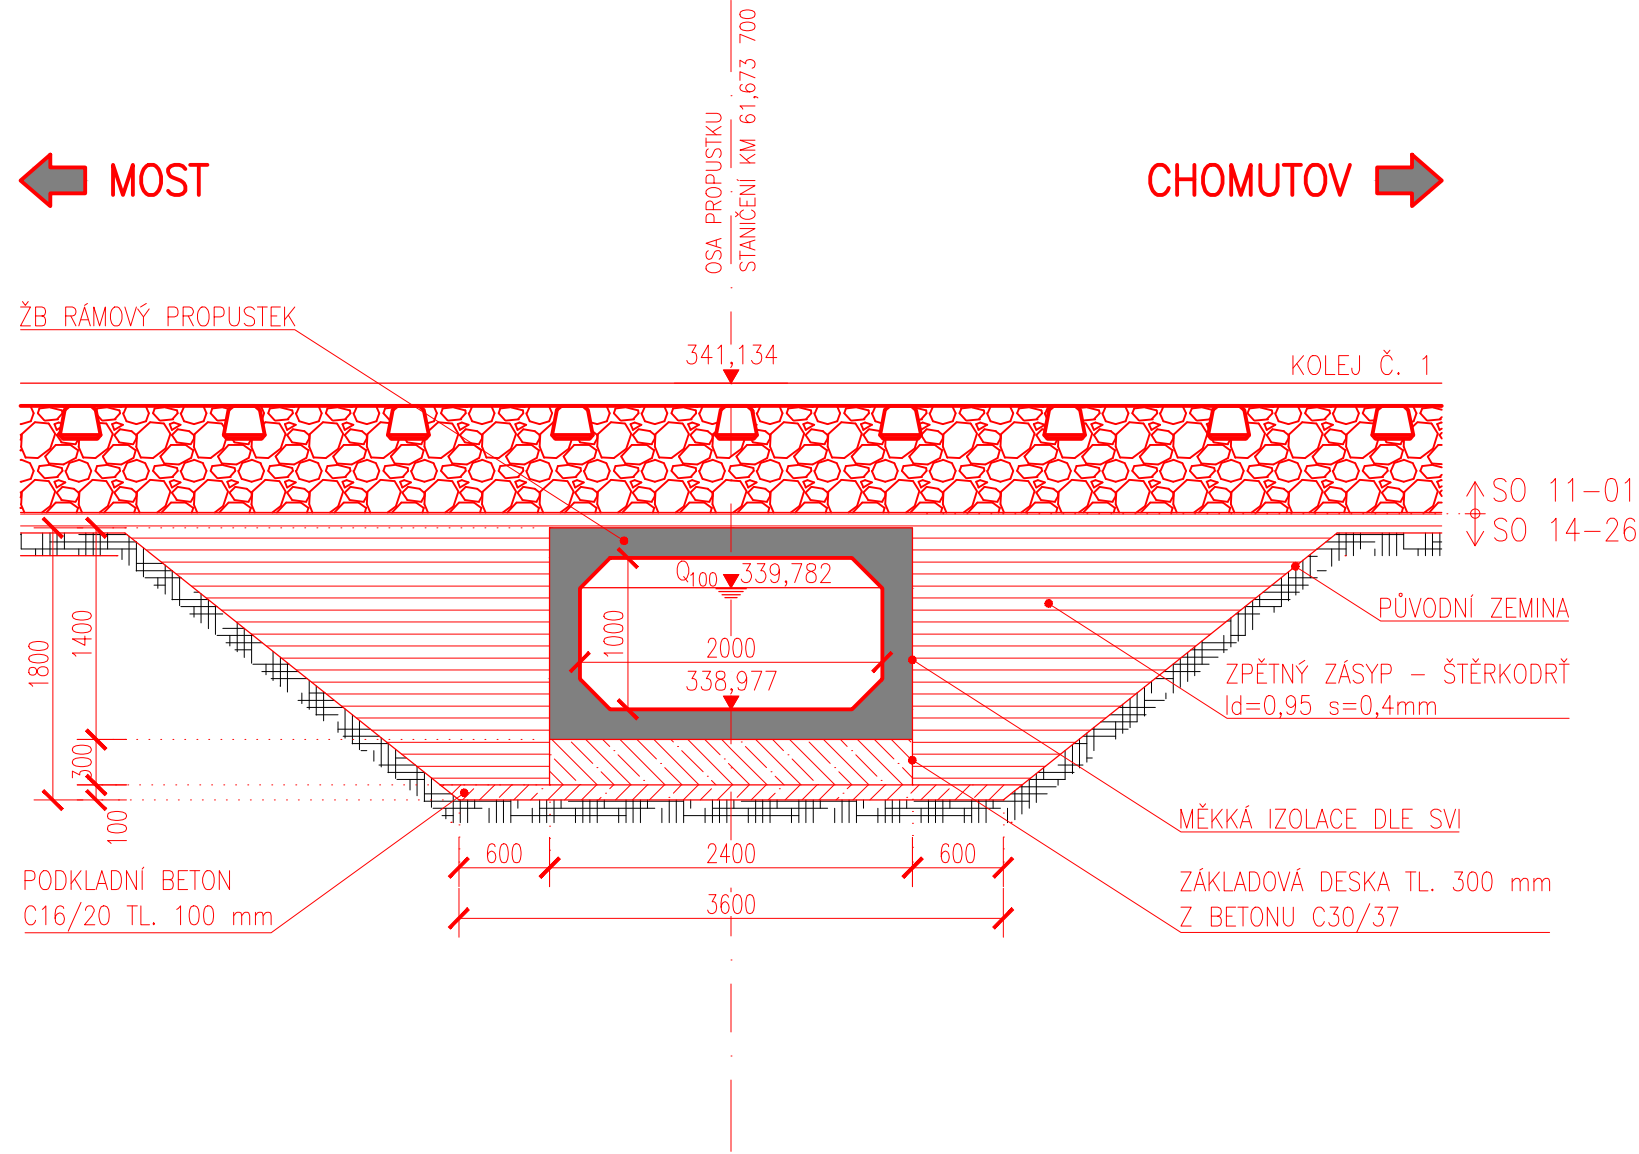 OSA PROPUSTKU
STANIČENÍ KM 61,673 700
MOST
CHOMUTOV
ŽB RÁMOVÝ PROPUSTEK
341,134
KOLEJ Č. 1
SO 11-01
SO 14-26
Q100 339,782
PŮVODNÍ ZEMINA
1800
1400
1000
2000
338,977
ZPĚTNÝ ZÁSYP – ŠTĚRKODRŤ
Id=0,95 s=0,4mm
300
100
MĚKKÁ IZOLACE DLE SVI
600
2400
600
PODKLADNÍ BETON
C16/20 TL. 100 mm
3600
ZÁKLADOVÁ DESKA TL. 300 mm
Z BETONU C30/37